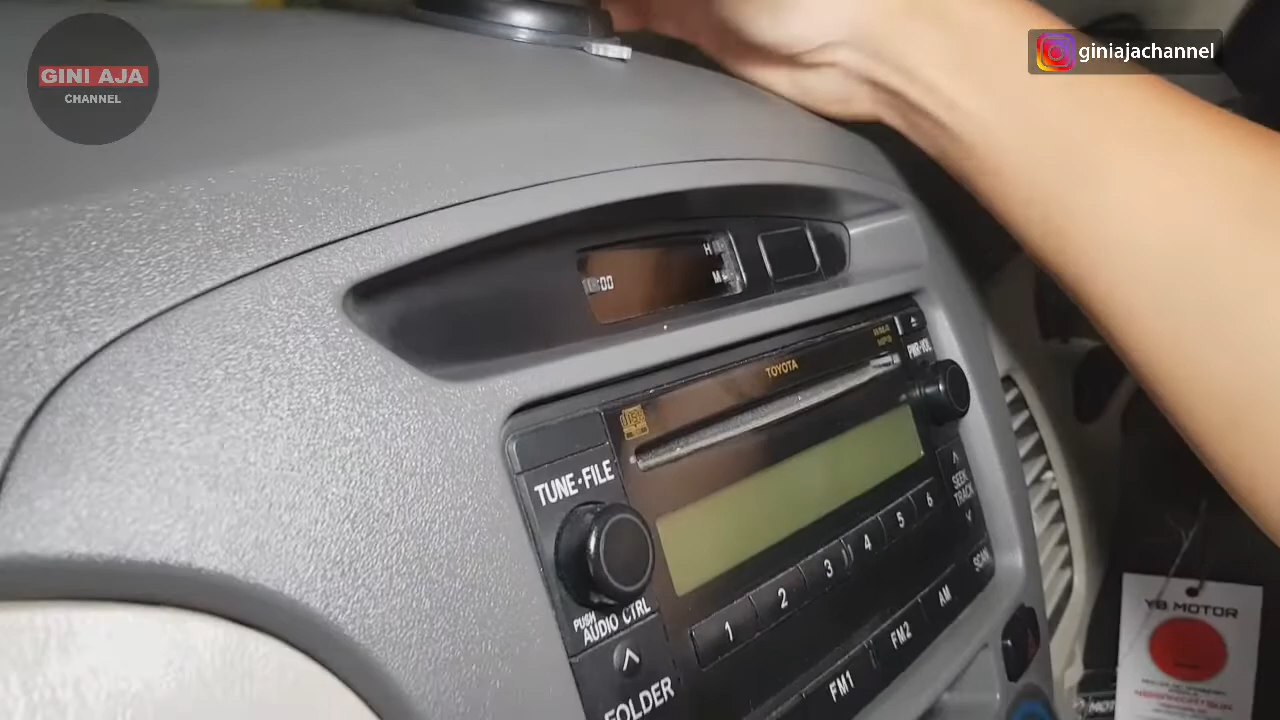 GINI AJA
CHANNEL
giniajachannel
H
M
:00
PWR·VOL
TOYOTA
TUNE·FILE
SEEK
TRACK
1
2
3
4
5
6
SCAN
PUSH
AUDIO CTRL
FOLDER
FM1
FM2
AM
YB MOTOR